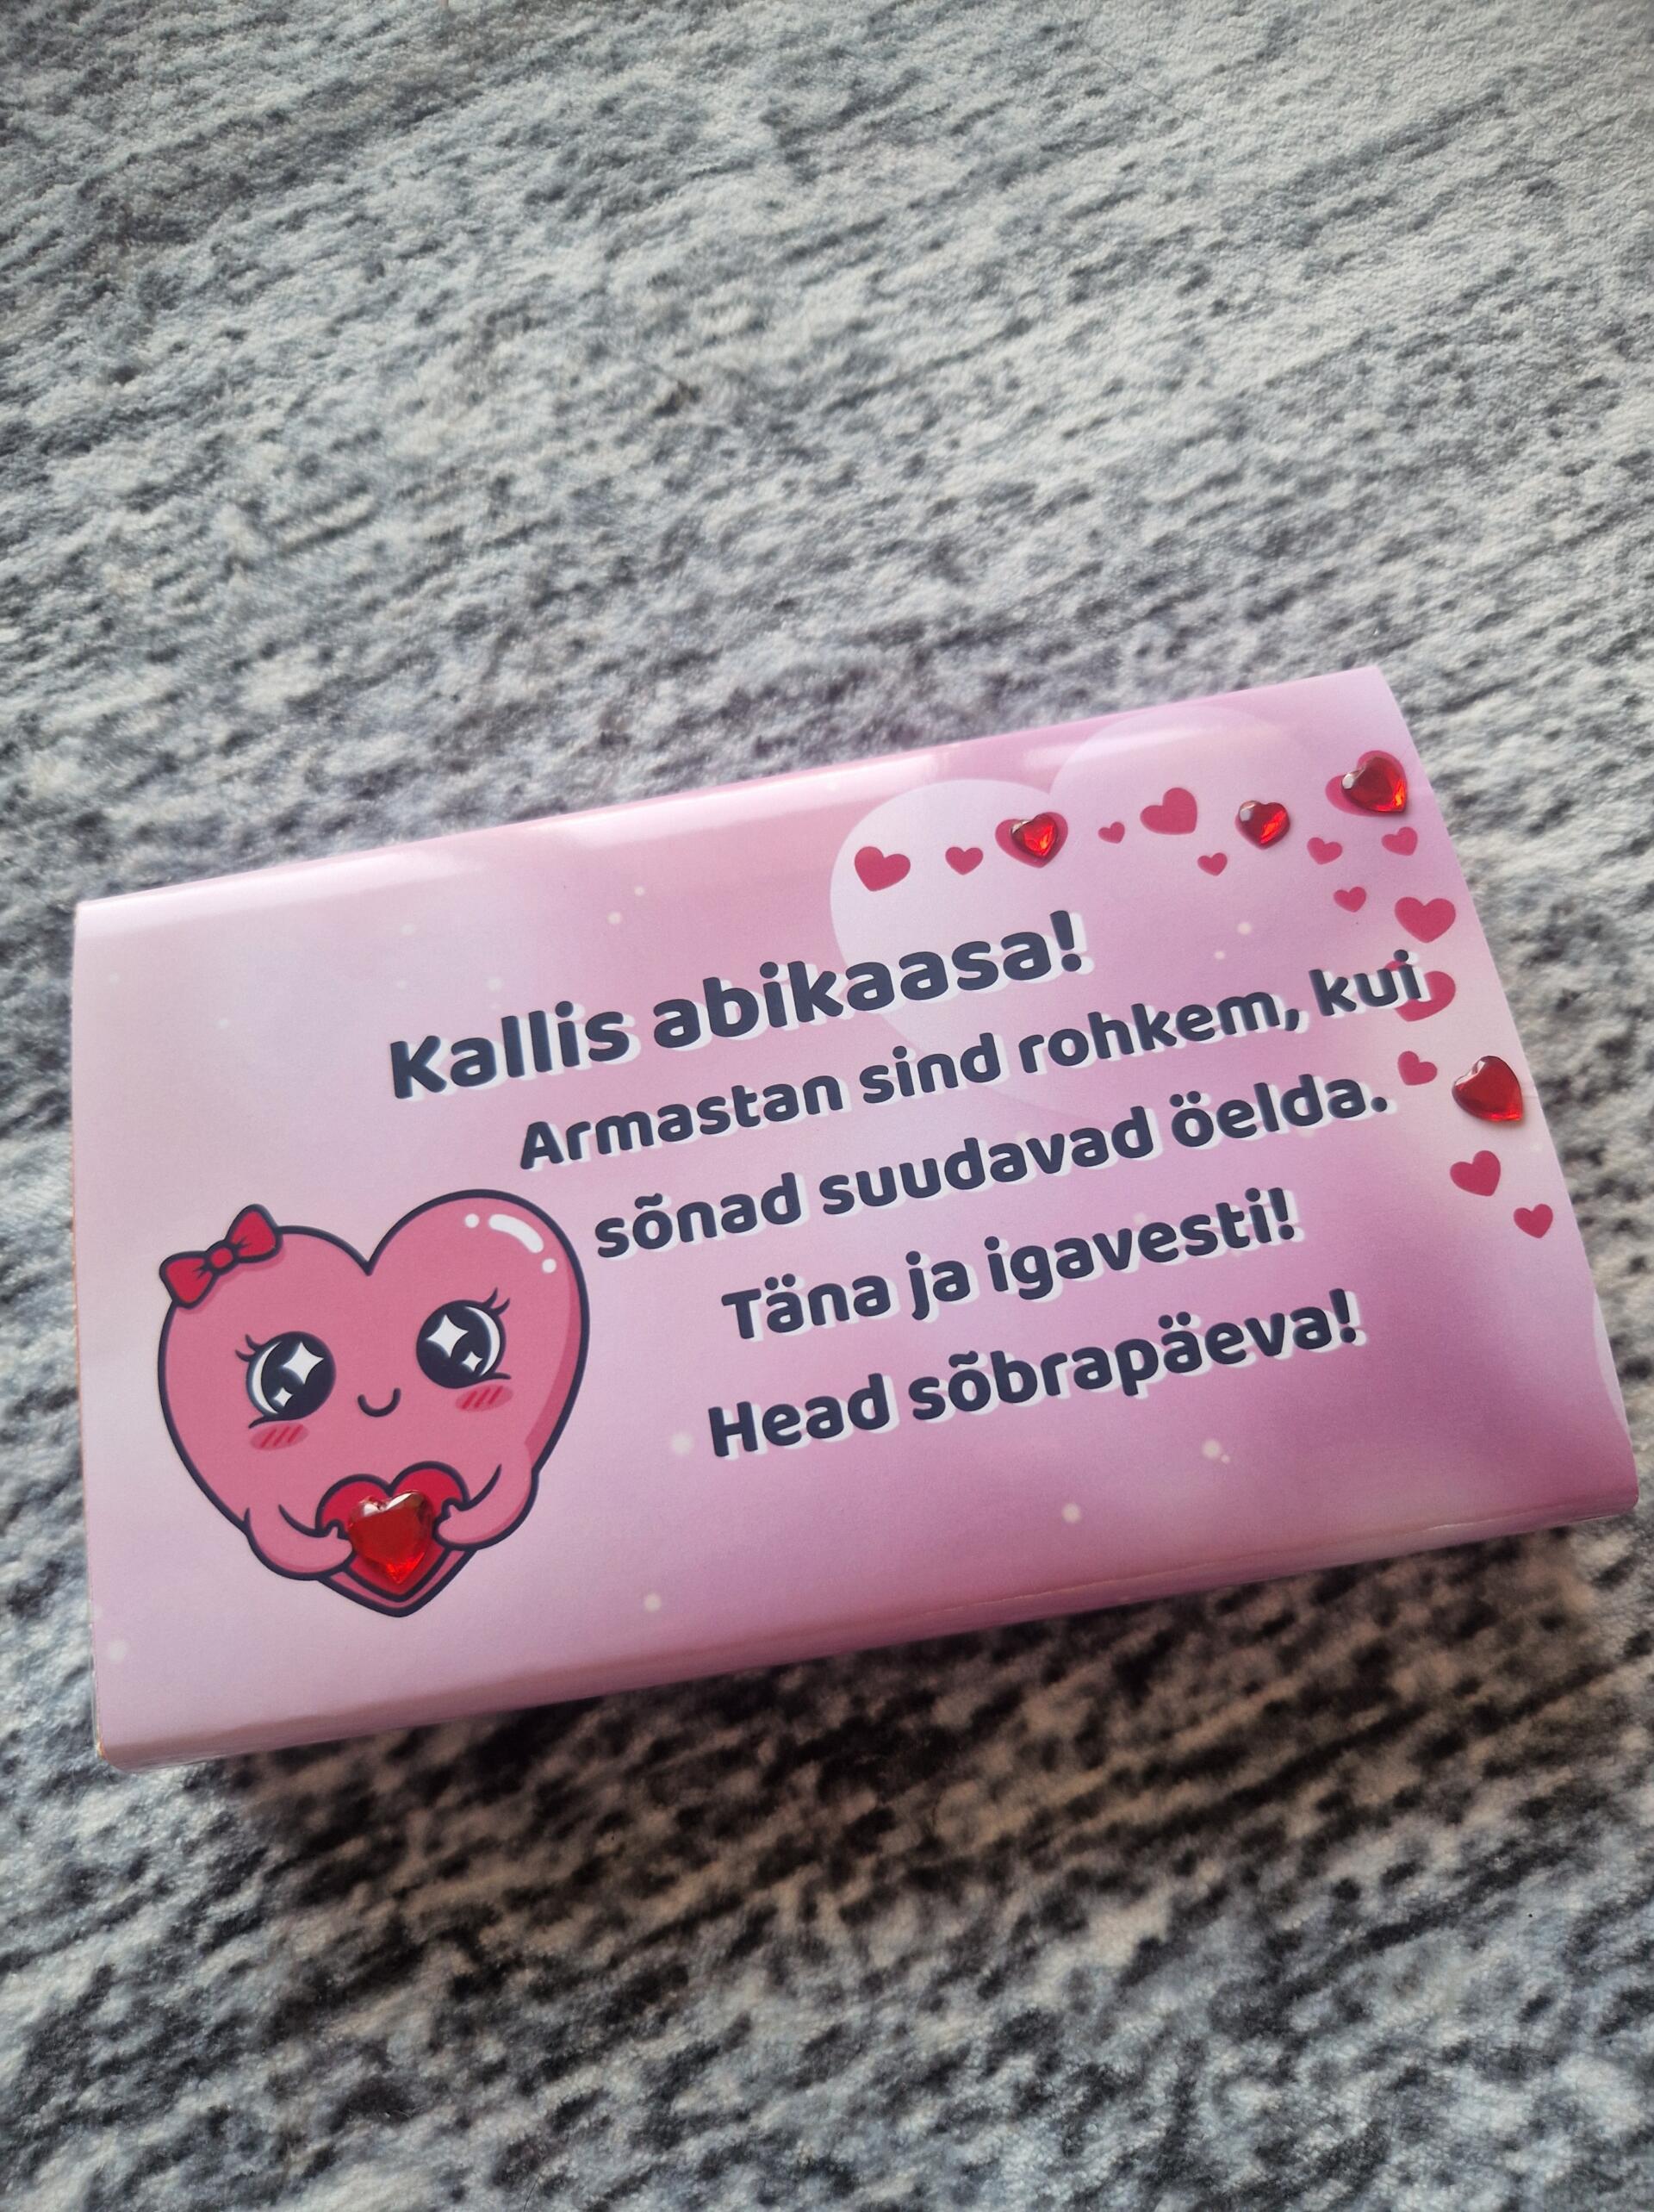 Kallis abikaasa!
Armastan sind rohkem, kui
sõnad suudavad öelda.
Täna ja igavesti!
Head sõbrapäeva!